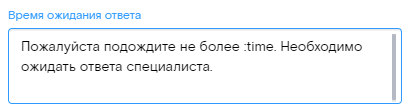 Время ожидания ответа
Пожалуйста подождите не более :time. Необходимо
ожидать ответа специалиста.